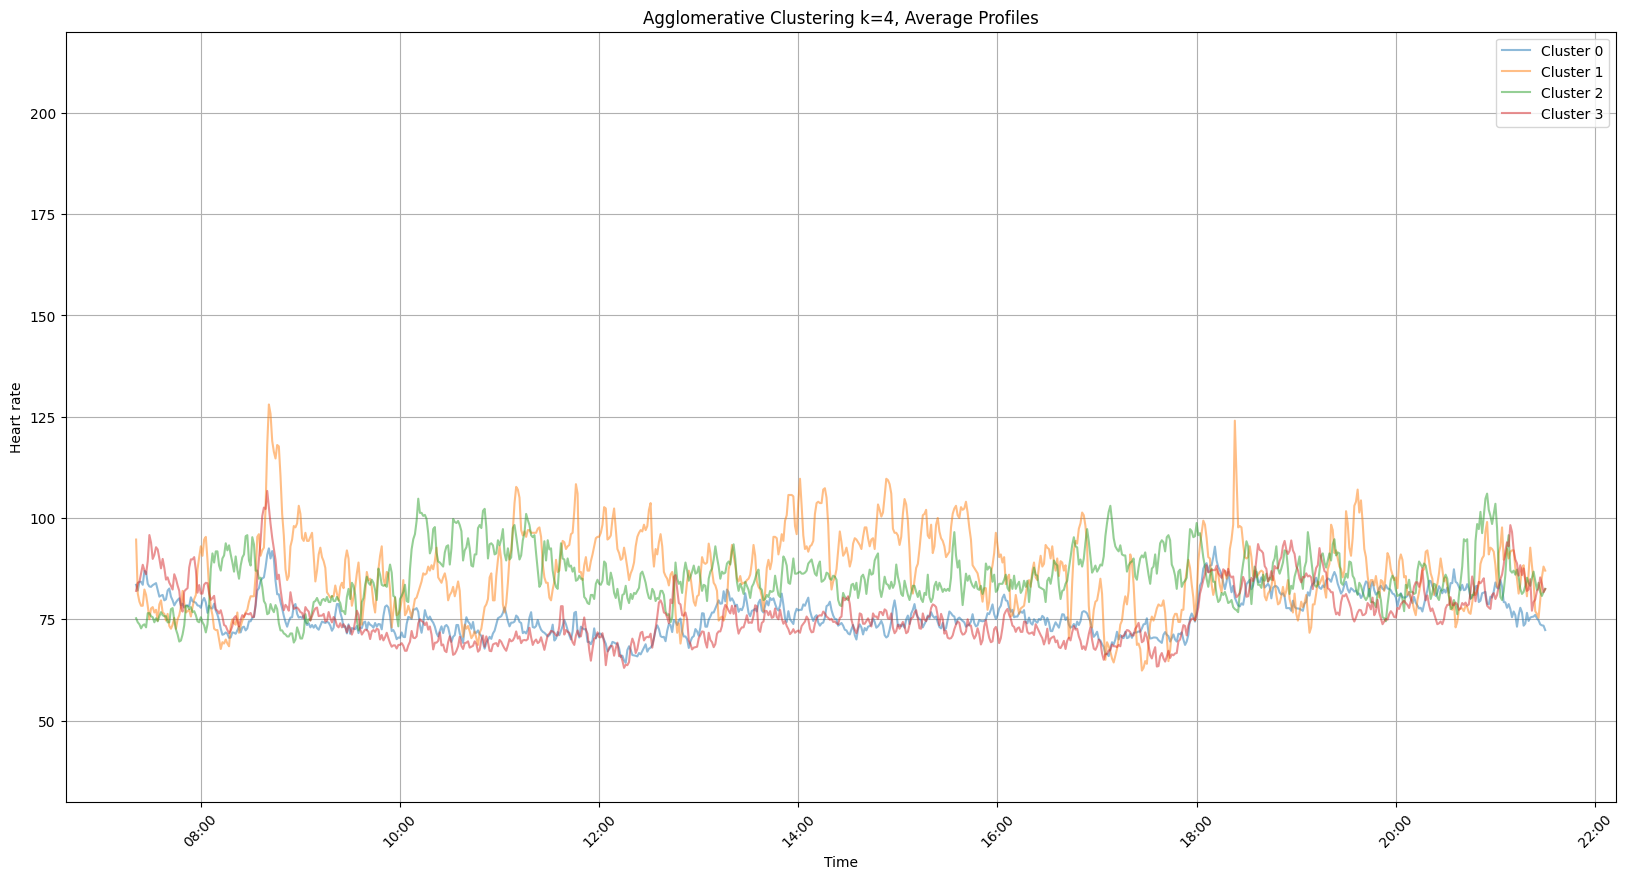 Agglomerative Clustering k=4, Average Profiles
Cluster 0
Cluster 1
Cluster 2
Cluster 3
Heart rate
200
175
150
125
100
75
50
08:00
10:00
12:00
14:00
16:00
18:00
20:00
22:00
Time